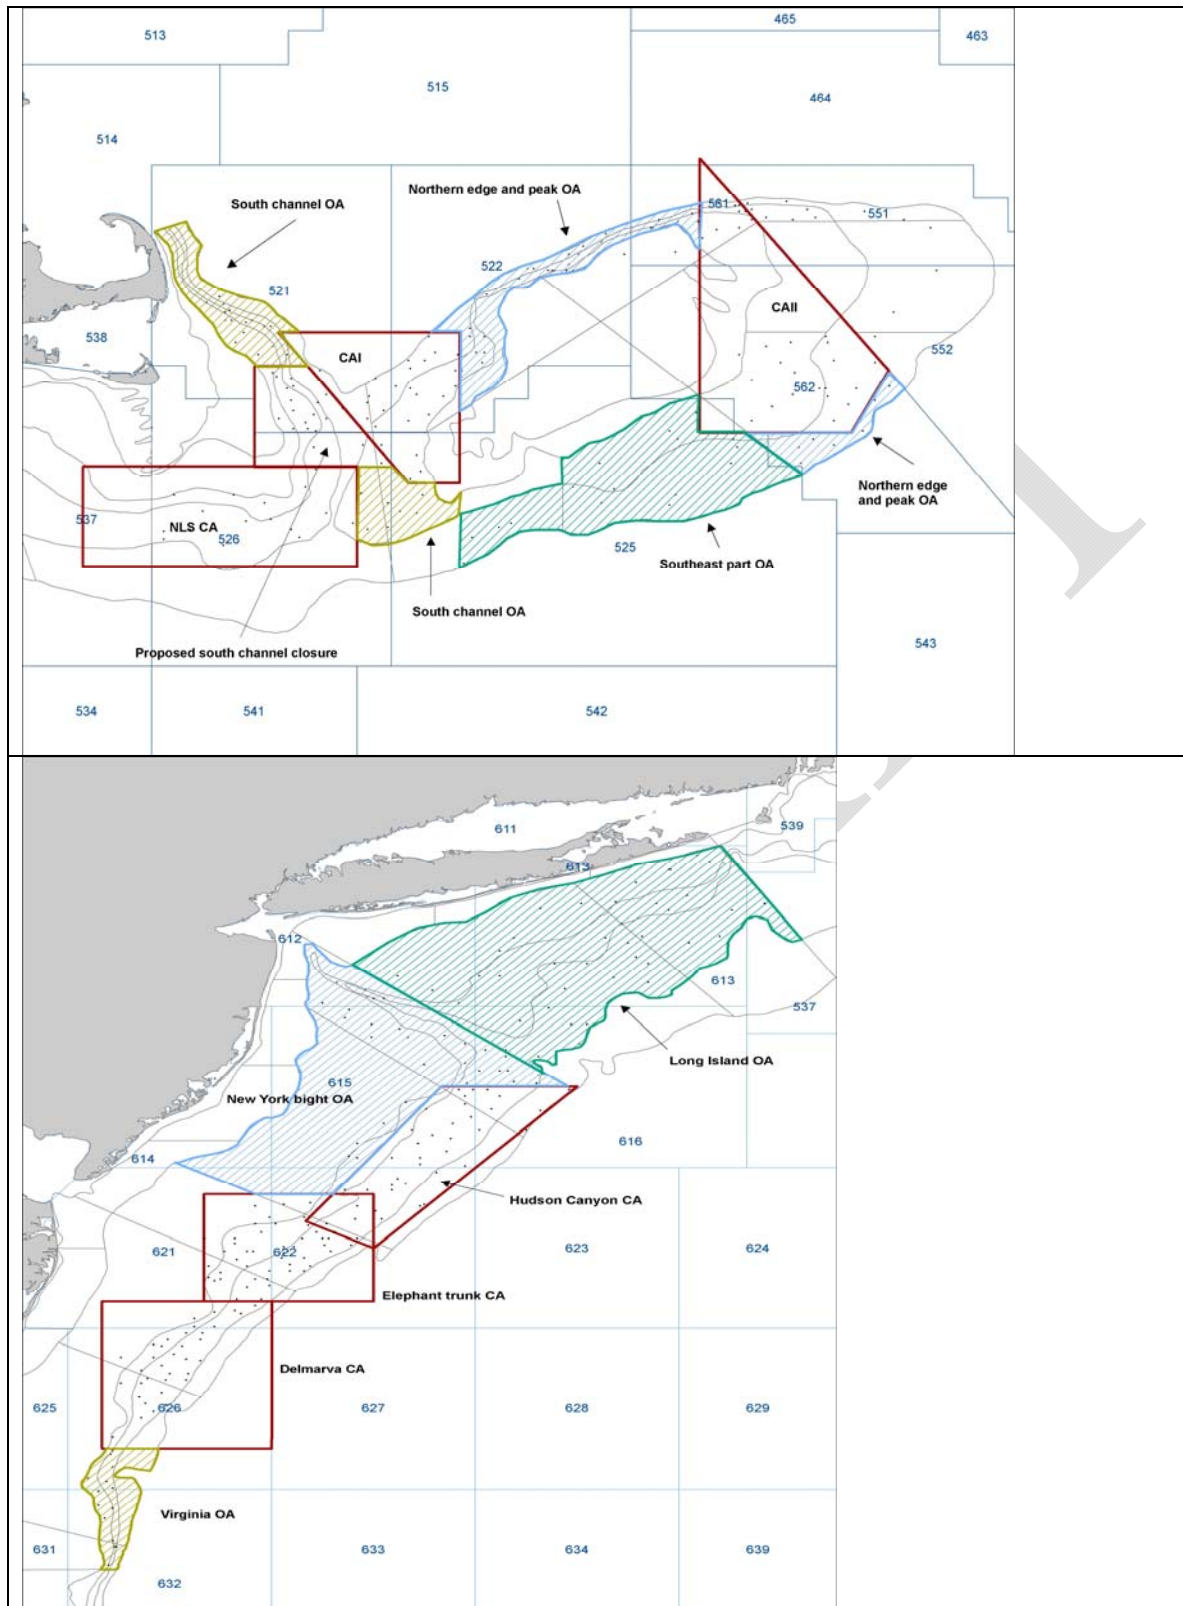 465
513
463
515
464
514
Northern edge and peak OA
South channel OA
561
551
522
521
CAII
538
CAI
552
562
Northern edge
and peak OA
537
NLS CA
526
525
Southeast part OA
South channel OA
543
Proposed south channel closure
534
541
542
539
611
613
612
613
537
Long Island OA
615
New York bight OA
616
614
Hudson Canyon CA
621
622
623
624
Elephant trunk CA
Delmarva CA
625
626
627
628
629
Virginia OA
631
633
634
639
632